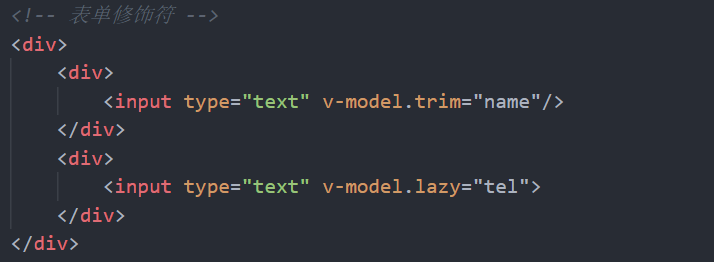 <!-- 表单修饰符 -->
<div>
    <div>
        <input type="text" v-model.trim="name"/>
    </div>
    <div>
        <input type="text" v-model.lazy="tel">
    </div>
</div>